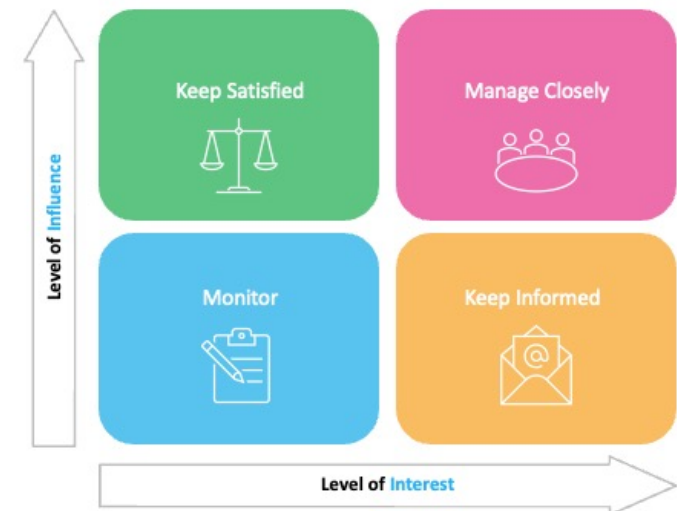 Keep Satisfied
Manage Closely
Level of Influence
Monitor
Keep Informed
@
Level of Interest